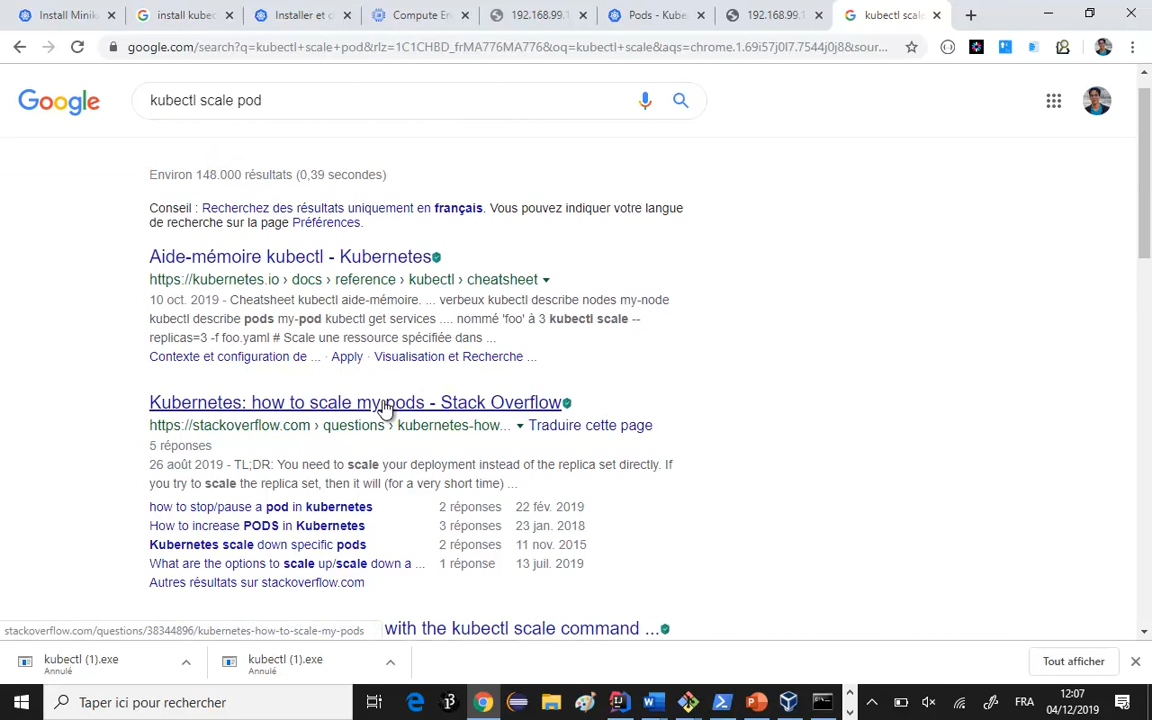 Install Minik
install kubec
Installer et c
Compute En
192.168.99.1
Pods - Kube
192.168.99.1
kubectl scale
google.com/search?q=kubectl+scale+pod&rlz=1C1CHBD_frMA776MA776&oq=kubectl+scale&aqs=chrome.1.69i57j0l7.7544j0j8&sour...
Google
kubectl scale pod
Environ 148.000 résultats (0,39 secondes)
Conseil : Recherchez des résultats uniquement en français. Vous pouvez indiquer votre langue
de recherche sur la page Préférences.
Aide-mémoire kubectl - Kubernetes
https://kubernetes.io › docs › reference › kubectl › cheatsheet
10 oct. 2019 - Cheatsheet kubectl aide-mémoire. ... verbeux kubectl describe nodes my-node
kubectl describe pods my-pod kubectl get services .... nommé 'foo' à 3 kubectl scale --
replicas=3 -f foo.yaml # Scale une ressource spécifiée dans ...
Contexte et configuration de ... · Apply · Visualisation et Recherche ...
Kubernetes: how to scale my pods - Stack Overflow
https://stackoverflow.com › questions › kubernetes-how... Traduire cette page
5 réponses
26 août 2019 - TL;DR: You need to scale your deployment instead of the replica set directly. If
you try to scale the replica set, then it will (for a very short time) ...
how to stop/pause a pod in kubernetes 2 réponses 22 fév. 2019
How to increase PODS in Kubernetes 3 réponses 23 jan. 2018
Kubernetes scale down specific pods 2 réponses 11 nov. 2015
What are the options to scale up/scale down a ... 1 réponse 13 juil. 2019
Autres résultats sur stackoverflow.com
with the kubectl scale command ...
stackoverflow.com/questions/38344896/kubernetes-how-to-scale-my-pods
kubectl (1).exe
Annulé
kubectl (1).exe
Annulé
Tout afficher
Taper ici pour rechercher
FRA
12:07
04/12/2019